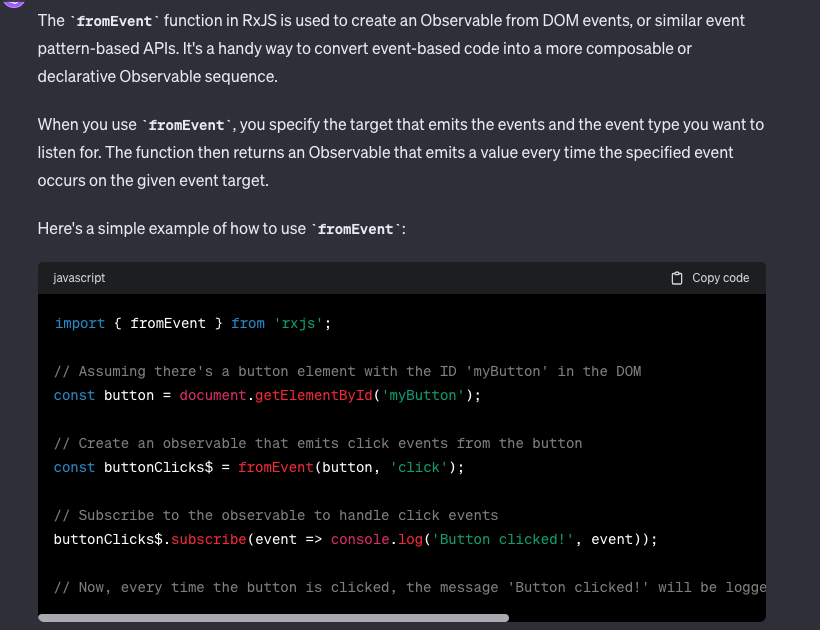 The `fromEvent` function in RxJS is used to create an Observable from DOM events, or similar event
pattern-based APIs. It's a handy way to convert event-based code into a more composable or
declarative Observable sequence.
When you use `fromEvent`, you specify the target that emits the events and the event type you want to
listen for. The function then returns an Observable that emits a value every time the specified event
occurs on the given event target.
Here's a simple example of how to use `fromEvent`:
javascript
Copy code
import { fromEvent } from 'rxjs';
// Assuming there's a button element with the ID 'myButton' in the DOM
const button = document.getElementById('myButton');
// Create an observable that emits click events from the button
const buttonClicks$ = fromEvent(button, 'click');
// Subscribe to the observable to handle click events
buttonClicks$.subscribe(event => console.log('Button clicked!', event));
// Now, every time the button is clicked, the message 'Button clicked!' will be logge